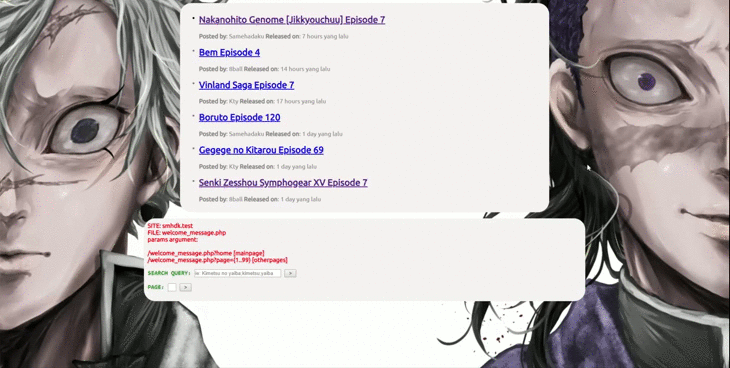 Nakanohito Genome [Jikkyouchuu] Episode 7
Posted by: Samehadaku Released on: 7 hours yang lalu
Bem Episode 4
Posted by: 8ball Released on: 14 hours yang lalu
Vinland Saga Episode 7
Posted by: Kty Released on: 17 hours yang lalu
Boruto Episode 120
Posted by: Samehadaku Released on: 1 day yang lalu
Gegege no Kitarou Episode 69
Posted by: Kty Released on: 1 day yang lalu
Senki Zesshou Symphogear XV Episode 7
Posted by: 8ball Released on: 1 day yang lalu
SITE: smhdk.test
FILE: welcome_message.php
params argument:
/welcome_message.php?home [mainpage]
/welcome_message.php?page=(1..99) [otherpages]
SEARCH QUERY: Kimetsu no yaiba kimetsu yaiba >
PAGE: >